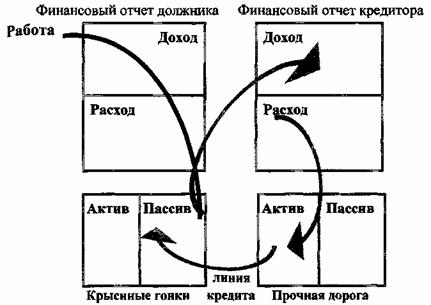 Финансовый отчет должника Финансовый отчет кредитора
Работа
Доход Доход
Расход Расход
Актив Пассив Актив Пассив
линия
Крысиные гонки кредита Прочная дорога